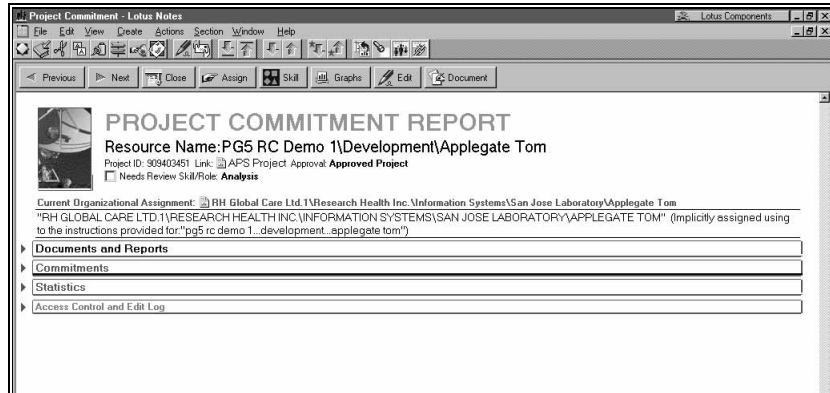 Project Commitment - Lotus Notes
Lotus Components
File Edit View Create Actions Section Window Help
Previous Next Close Assign Skill Graphs Edit Document
PROJECT COMMITMENT REPORT
Resource Name:PG5 RC Demo 1\Development\Applegate Tom
Project ID: 909403451 Link: APS Project Approval: Approved Project
Needs Review Skill/Role: Analysis
Current Organizational Assignment: RH Global Care Ltd.1\Research Health Inc.\Information Systems\San Jose Laboratory\Applegate Tom
"RH GLOBAL CARE LTD.1\RESEARCH HEALTH INC.\INFORMATION SYSTEMS\SAN JOSE LABORATORY\APPLEGATE TOM" (Implicitly assigned using
to the instructions provided for:"pg5 rc demo 1...development...applegate tom")
Documents and Reports
Commitments
Statistics
Access Control and Edit Log